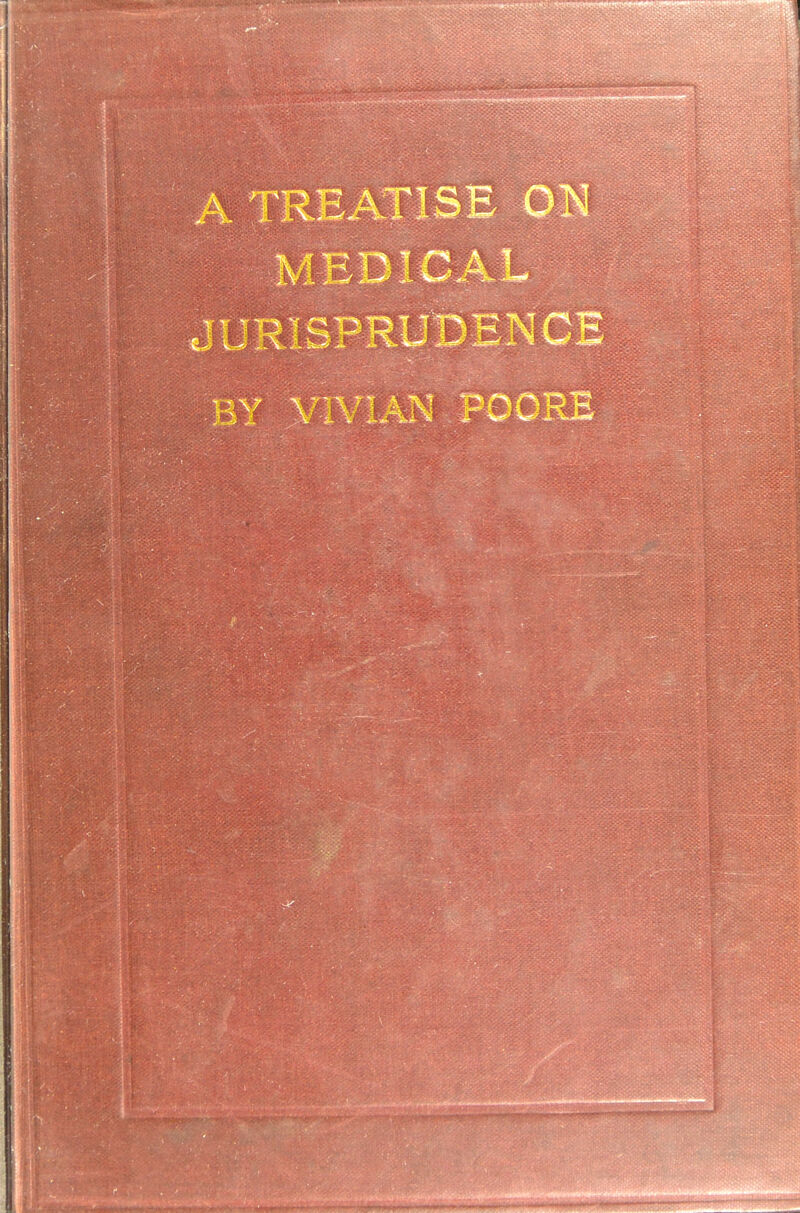 A TREATISE ON
MEDICAL
JURISPRUDENCE
BY VIVIAN POORE